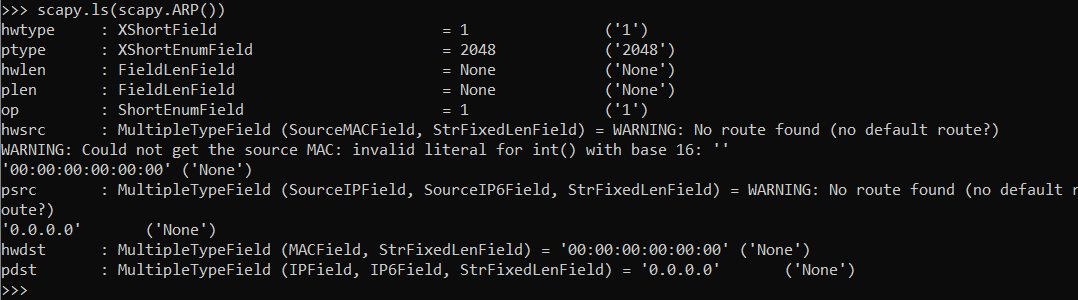 >>> scapy.ls(scapy.ARP())
hwtype     : XShortField                         = 1               ('1')
ptype      : XShortEnumField                     = 2048            ('2048')
hwlen      : FieldLenField                       = None            ('None')
plen       : FieldLenField                       = None            ('None')
op         : ShortEnumField                      = 1               ('1')
hwsrc      : MultipleTypeField (SourceMACField, StrFixedLenField) = WARNING: No route found (no default route?)
WARNING: Could not get the source MAC: invalid literal for int() with base 16: ''
'00:00:00:00:00:00' ('None')
psrc       : MultipleTypeField (SourceIPField, SourceIP6Field, StrFixedLenField) = WARNING: No route found (no default r
oute?)
'0.0.0.0'       ('None')
hwdst      : MultipleTypeField (MACField, StrFixedLenField) = '00:00:00:00:00:00' ('None')
pdst       : MultipleTypeField (IPField, IP6Field, StrFixedLenField) = '0.0.0.0'       ('None')
>>>